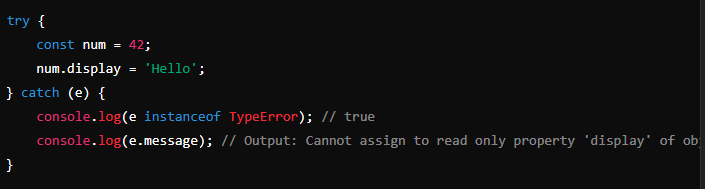 try {
const num = 42;
num.display = 'Hello';
} catch (e) {
console.log(e instanceof TypeError); // true
console.log(e.message); // Output: Cannot assign to read only property 'display' of
}